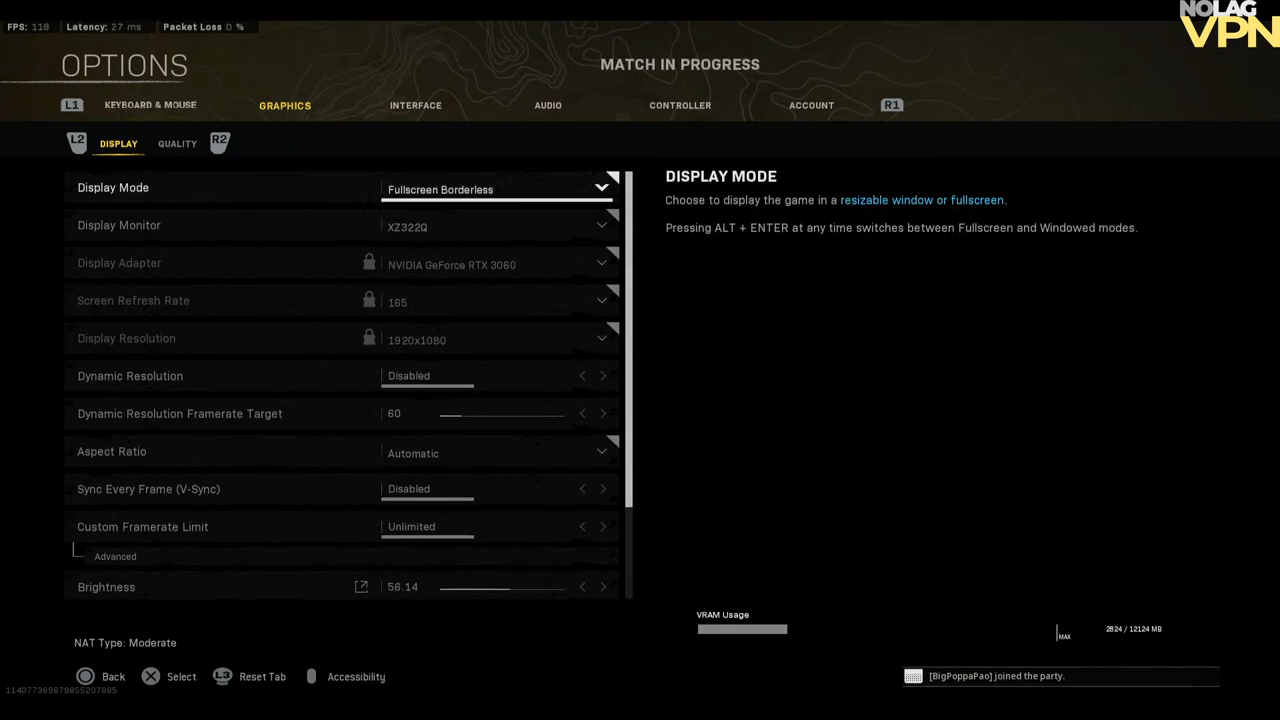 FPS: 118 Latency: 27 ms Packet Loss 0 %
NOLAG
VPN
OPTIONS
MATCH IN PROGRESS
L1 KEYBOARD & MOUSE GRAPHICS INTERFACE AUDIO CONTROLLER ACCOUNT R1
L2 DISPLAY QUALITY R2
Display Mode Fullscreen Borderless
Display Monitor XZ322Q
Display Adapter NVIDIA GeForce RTX 3060
Screen Refresh Rate 165
Display Resolution 1920x1080
Dynamic Resolution Disabled
Dynamic Resolution Framerate Target 60
Aspect Ratio Automatic
Sync Every Frame (V-Sync) Disabled
Custom Framerate Limit Unlimited
Advanced
Brightness 56.14
DISPLAY MODE
Choose to display the game in a resizable window or fullscreen.
Pressing ALT + ENTER at any time switches between Fullscreen and Windowed modes.
VRAM Usage
MAX
2824 / 12124 MB
NAT Type: Moderate
Back Select L3 Reset Tab Accessibility
[BigPoppaPao] joined the party.
114077369879855207885